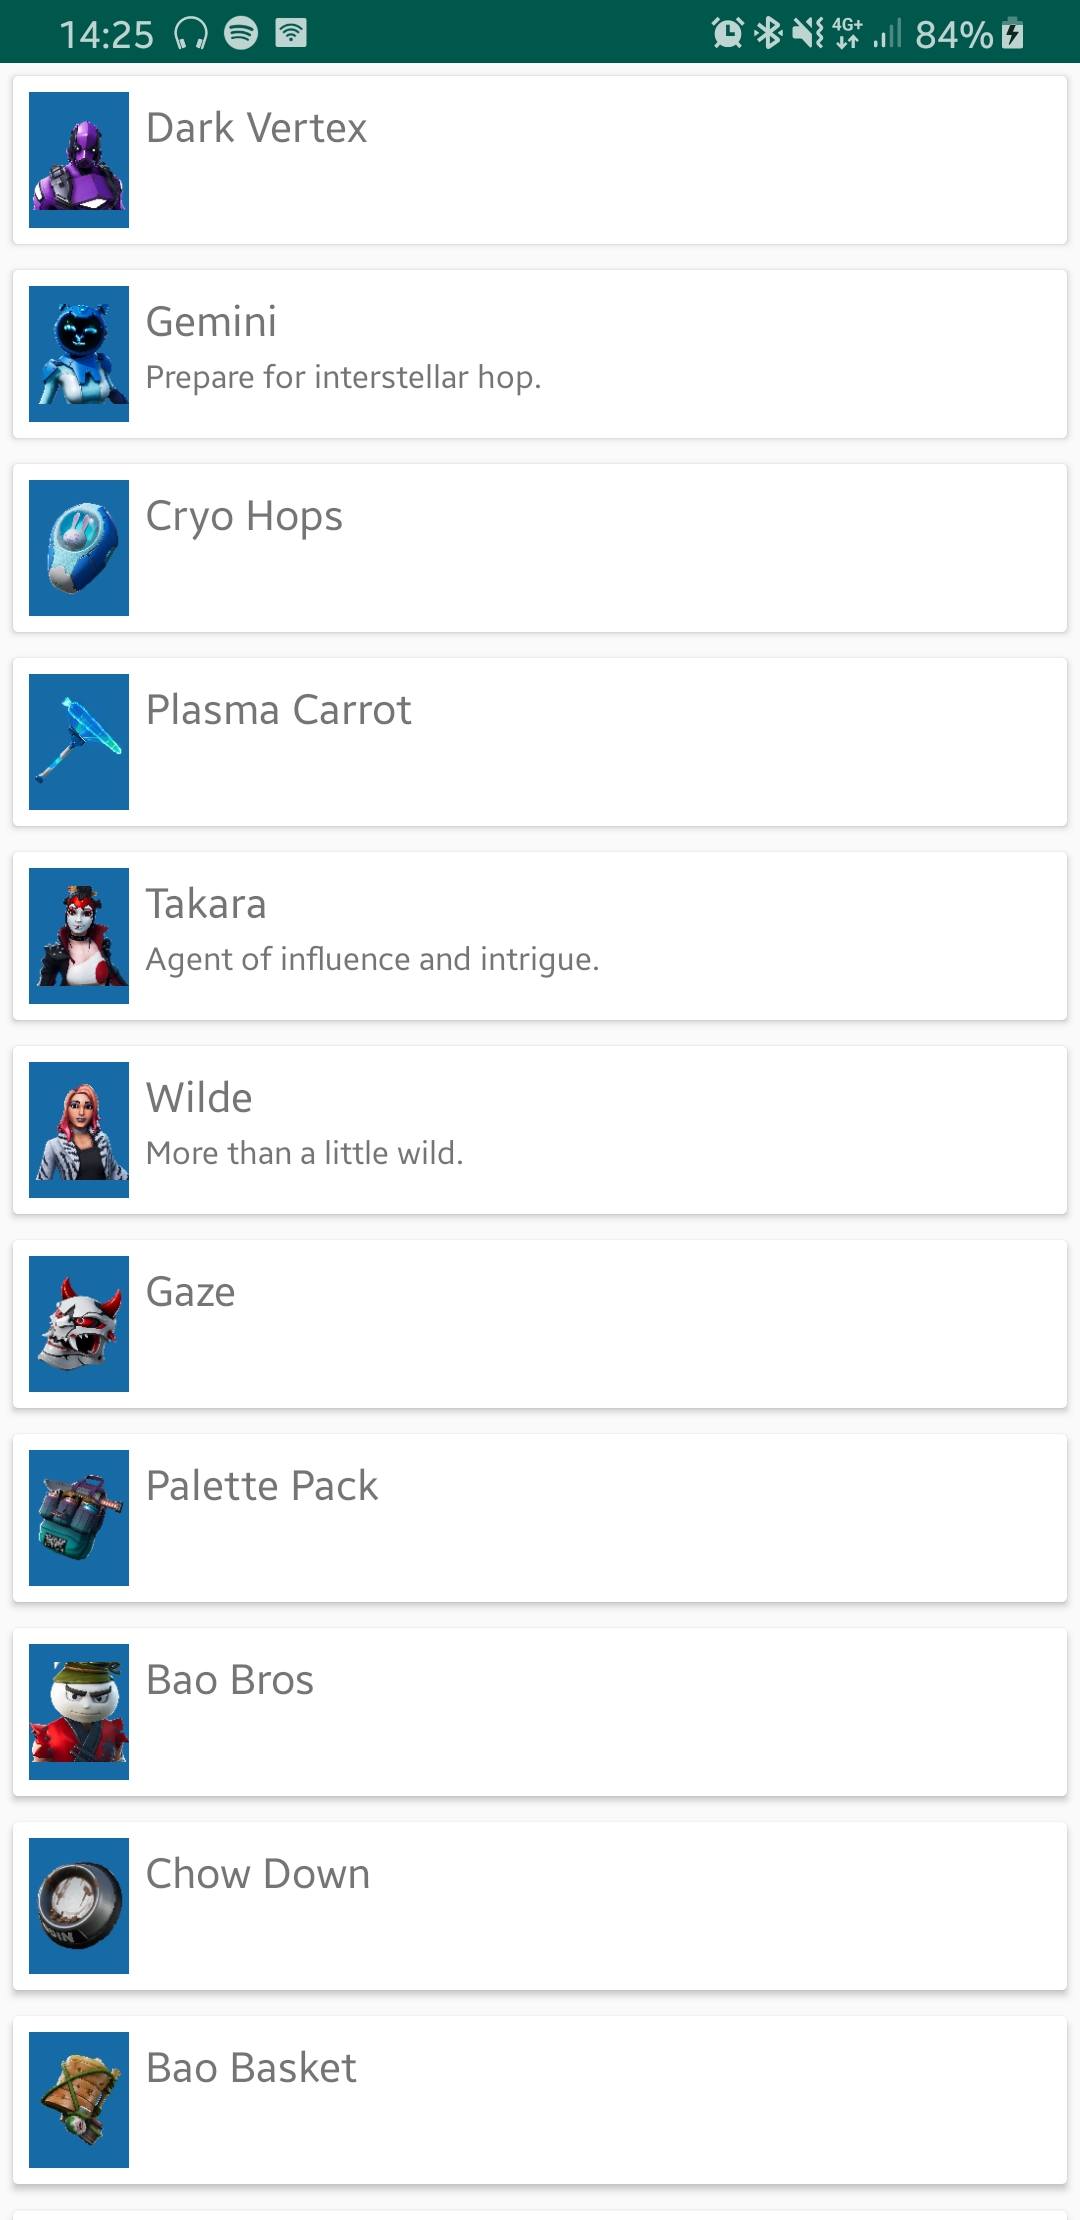 14:25 4G+ 84%
Dark Vertex
Gemini
Prepare for interstellar hop.
Cryo Hops
Plasma Carrot
Takara
Agent of influence and intrigue.
Wilde
More than a little wild.
Gaze
Palette Pack
Bao Bros
Chow Down
Bao Basket